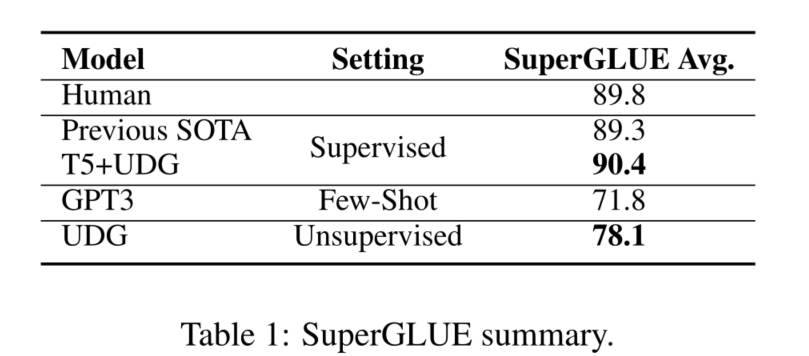 Model Setting SuperGLUE Avg.
Human 89.8
Previous SOTA 89.3
Supervised
T5+UDG 90.4
GPT3 Few-Shot 71.8
UDG Unsupervised 78.1
Table 1: SuperGLUE summary.